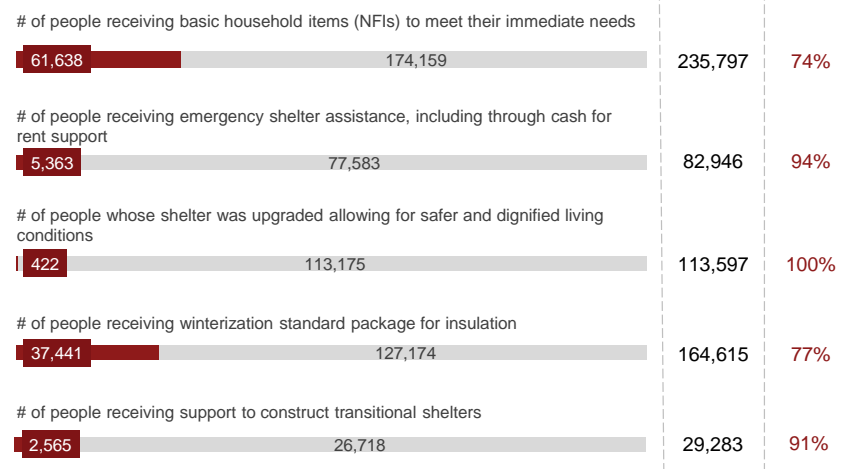 # of people receiving basic household items (NFIs) to meet their immediate needs
61,638 174,159 235,797 74%
# of people receiving emergency shelter assistance, including through cash for
rent support
5,363 77,583 82,946 94%
# of people whose shelter was upgraded allowing for safer and dignified living
conditions
422 113,175 113,597 100%
# of people receiving winterization standard package for insulation
37,441 127,174 164,615 77%
# of people receiving support to construct transitional shelters
2,565 26,718 29,283 91%